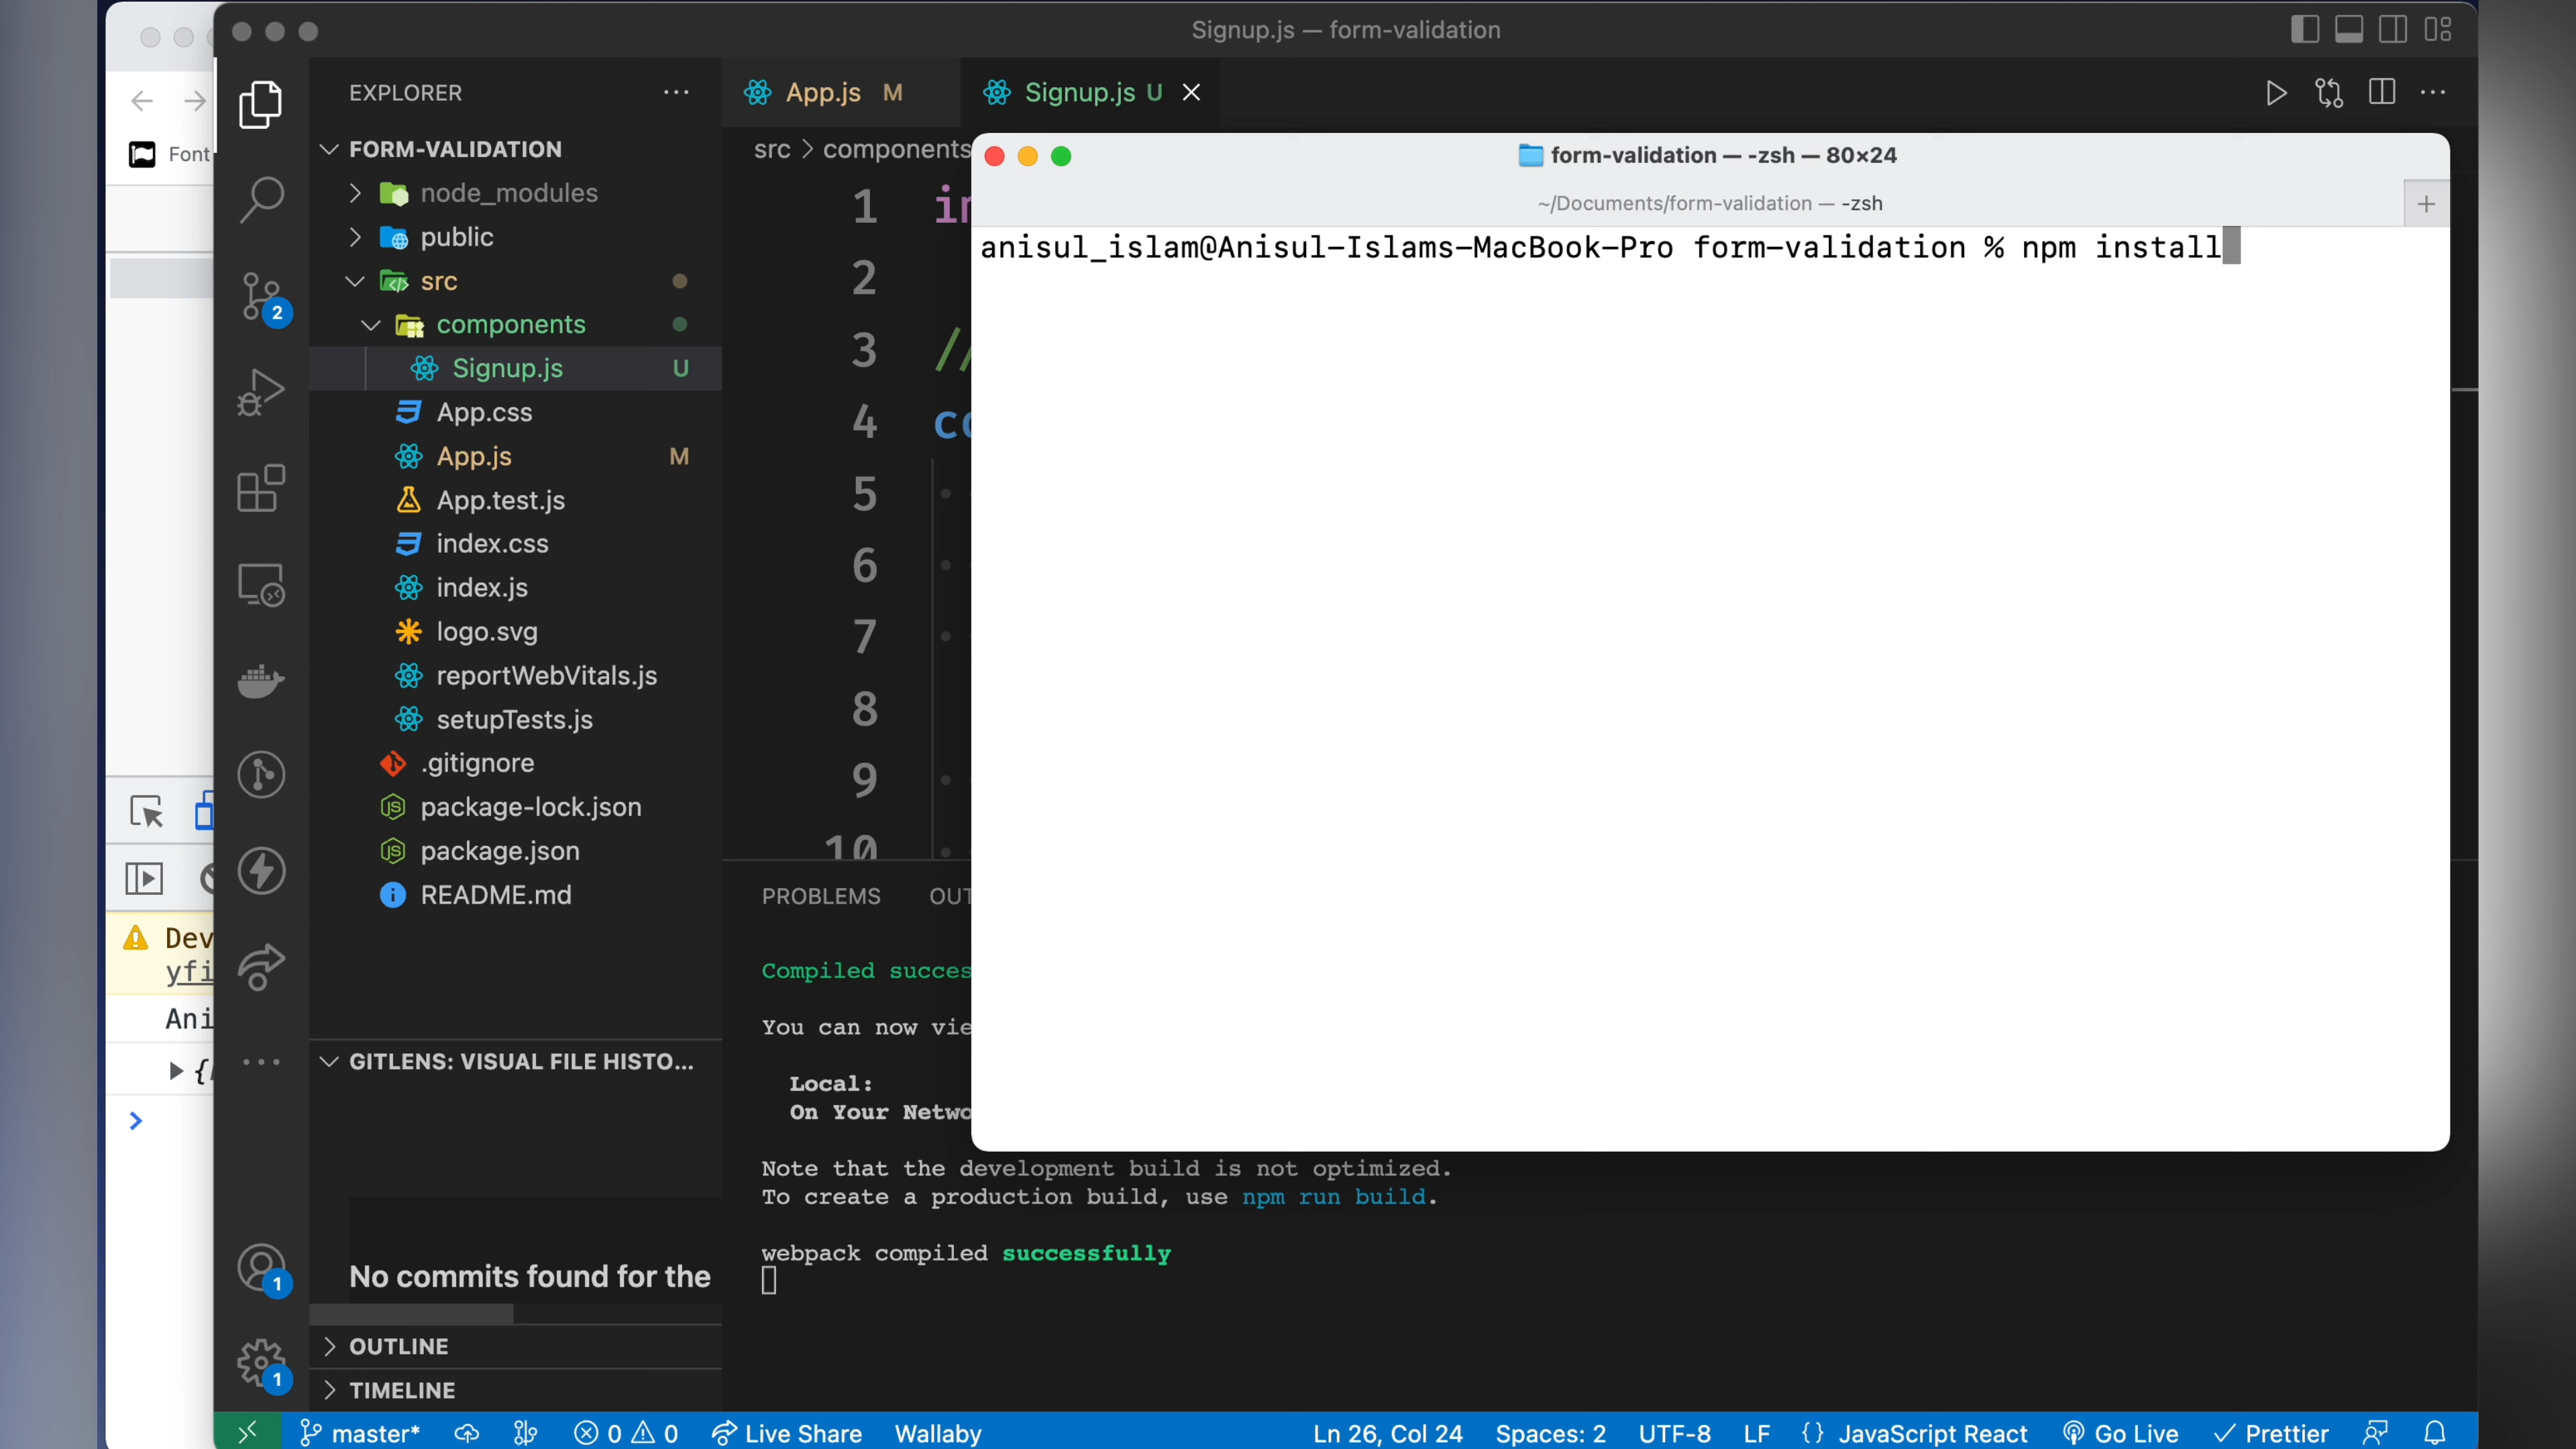 Signup.js — form-validation
EXPLORER
App.js M
Signup.js U
FORM-VALIDATION
node_modules
public
src
components
Signup.js U
App.css
App.js M
App.test.js
index.css
index.js
logo.svg
reportWebVitals.js
setupTests.js
.gitignore
package-lock.json
package.json
README.md
GITLENS: VISUAL FILE HISTO...
No commits found for the
OUTLINE
TIMELINE
src > components
1
2
3 //
4
5
6
7
8
9
10
form-validation — -zsh — 80×24
~/Documents/form-validation — -zsh
anisul_islam@Anisul-Islams-MacBook-Pro form-validation % npm install
PROBLEMS
Compiled
You can now
Local:
On Your
Note that the development build is not optimized.
To create a production build, use npm run build.
webpack compiled successfully
Font
2
1
1
master* 0 0 Live Share Wallaby
Ln 26, Col 24 Spaces: 2 UTF-8 LF {} JavaScript React Go Live Prettier